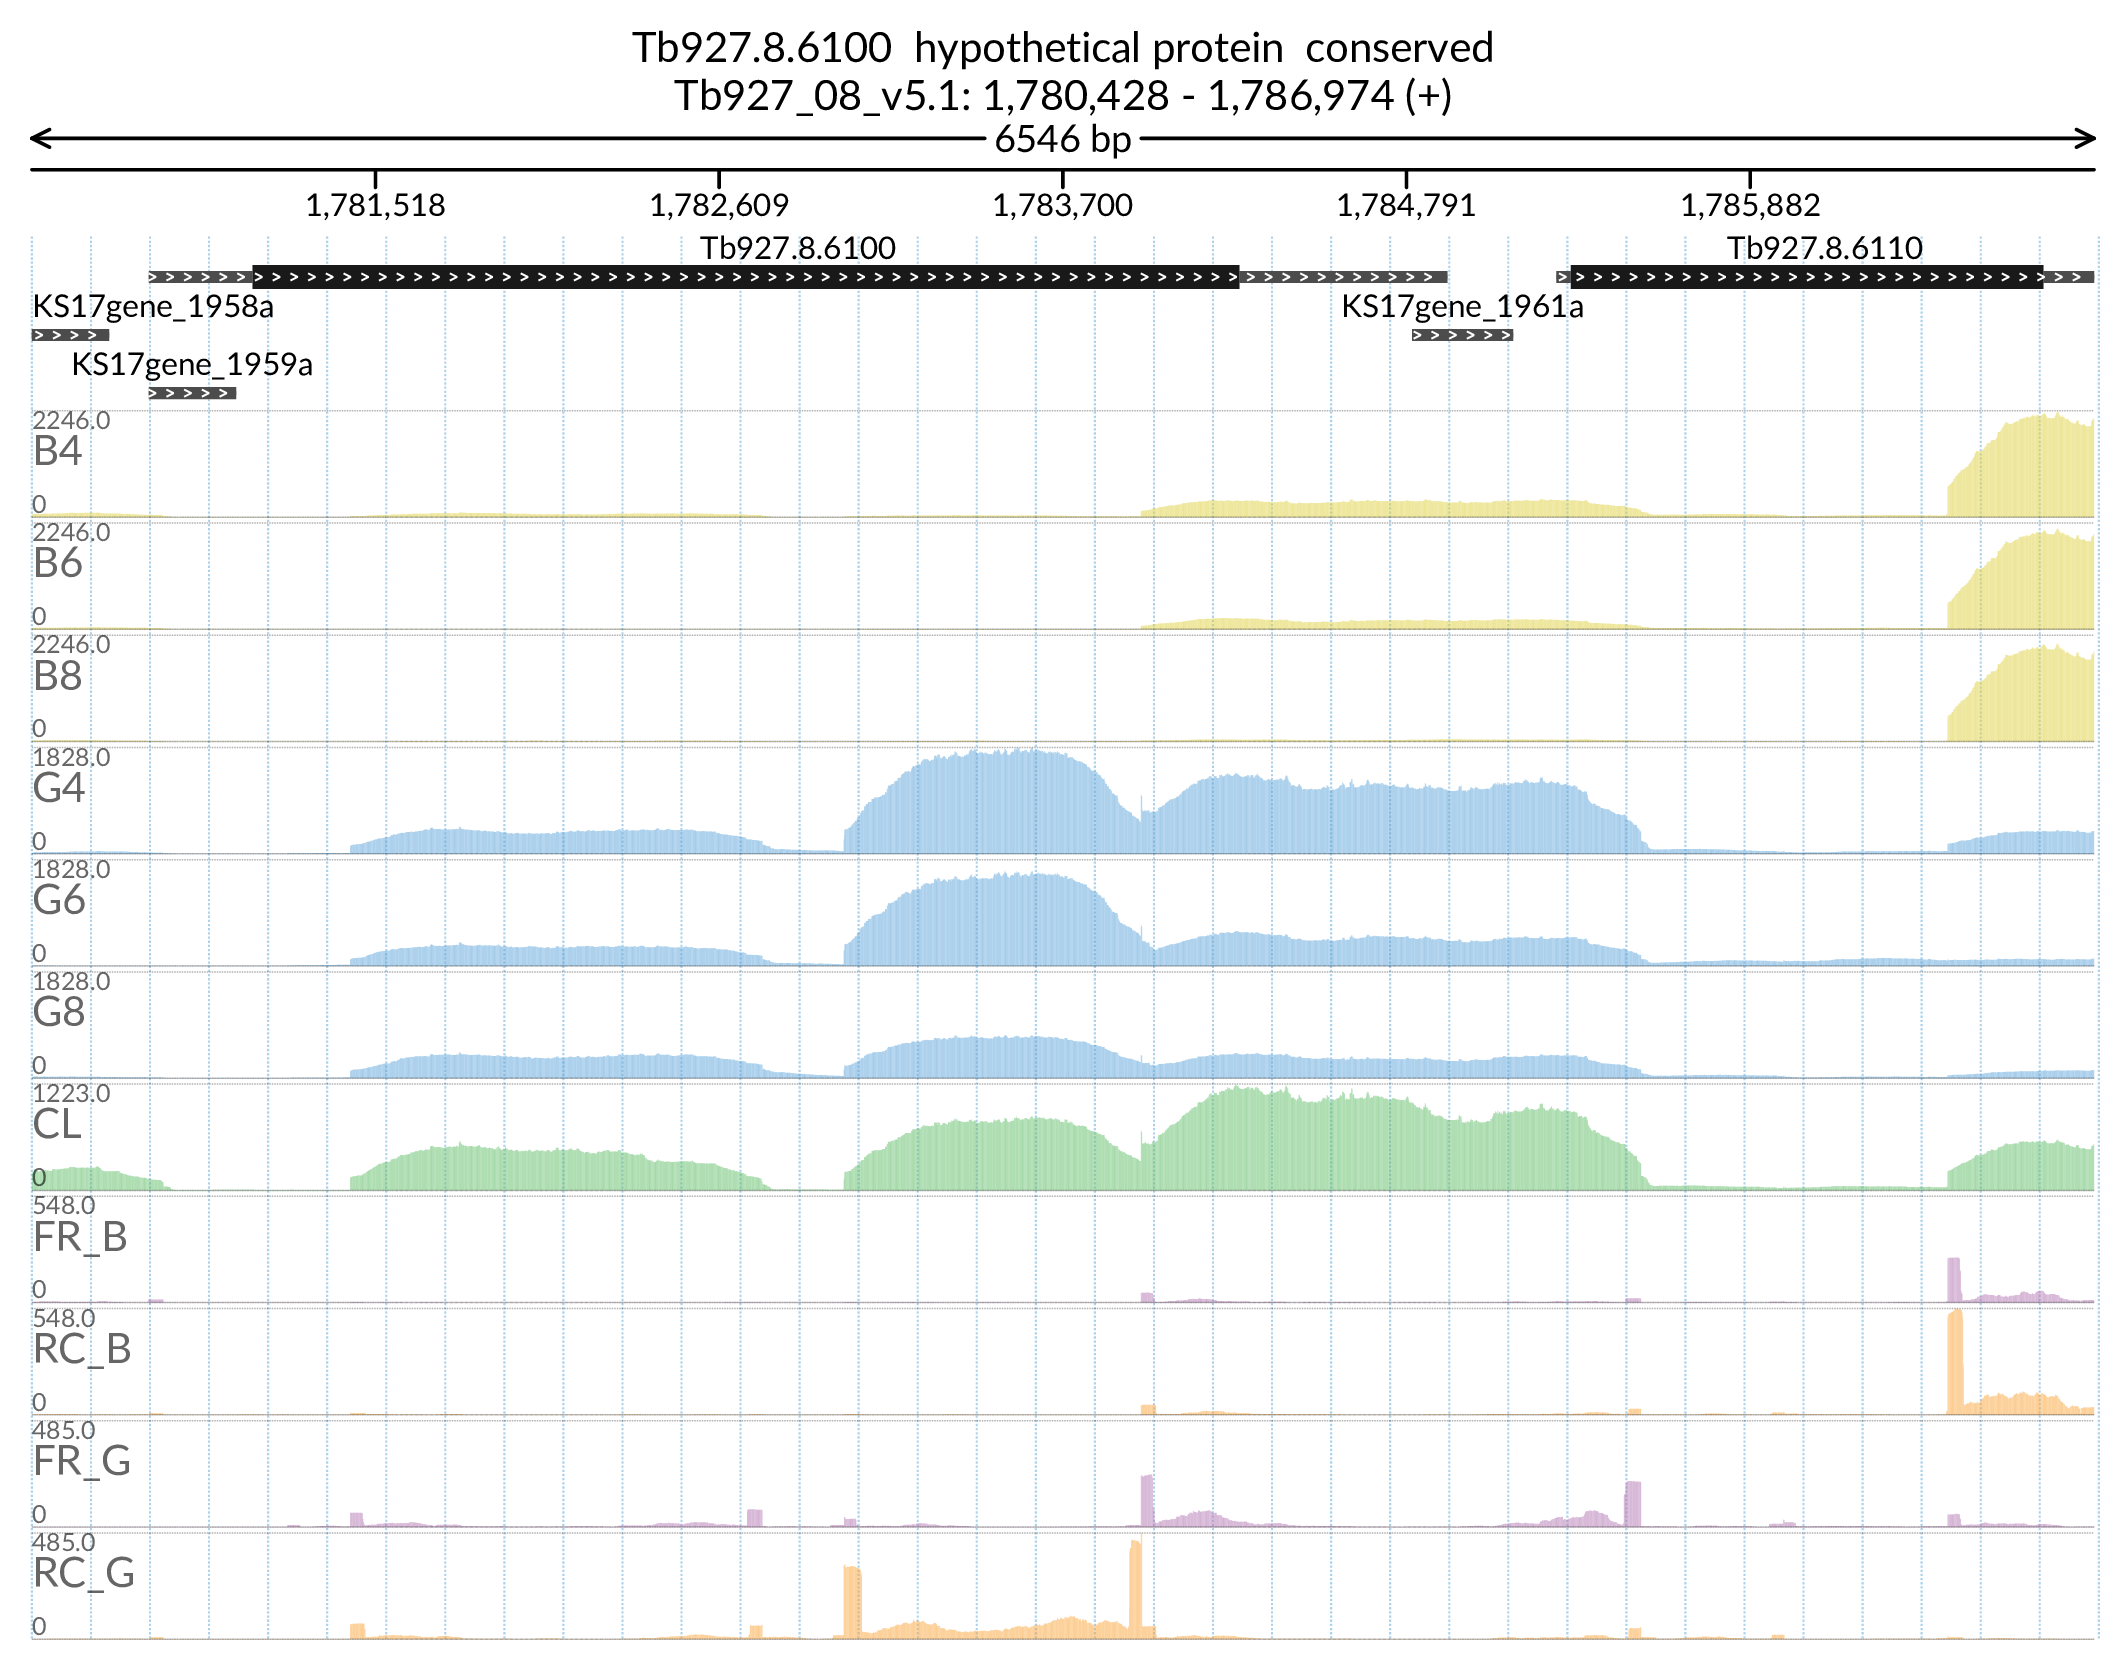 Tb927.8.6100  hypothetical protein  conserved
Tb927_08_v5.1: 1,780,428 - 1,786,974 (+)
6546 bp
1,781,518 1,782,609 1,783,700 1,784,791 1,785,882
Tb927.8.6100 Tb927.8.6110
KS17gene_1958a KS17gene_1961a
KS17gene_1959a
2246.0
B4
0
2246.0
B6
0
2246.0
B8
0
1828.0
G4
0
1828.0
G6
0
1828.0
G8
0
1223.0
CL
0
548.0
FR_B
0
548.0
RC_B
0
485.0
FR_G
0
485.0
RC_G
0